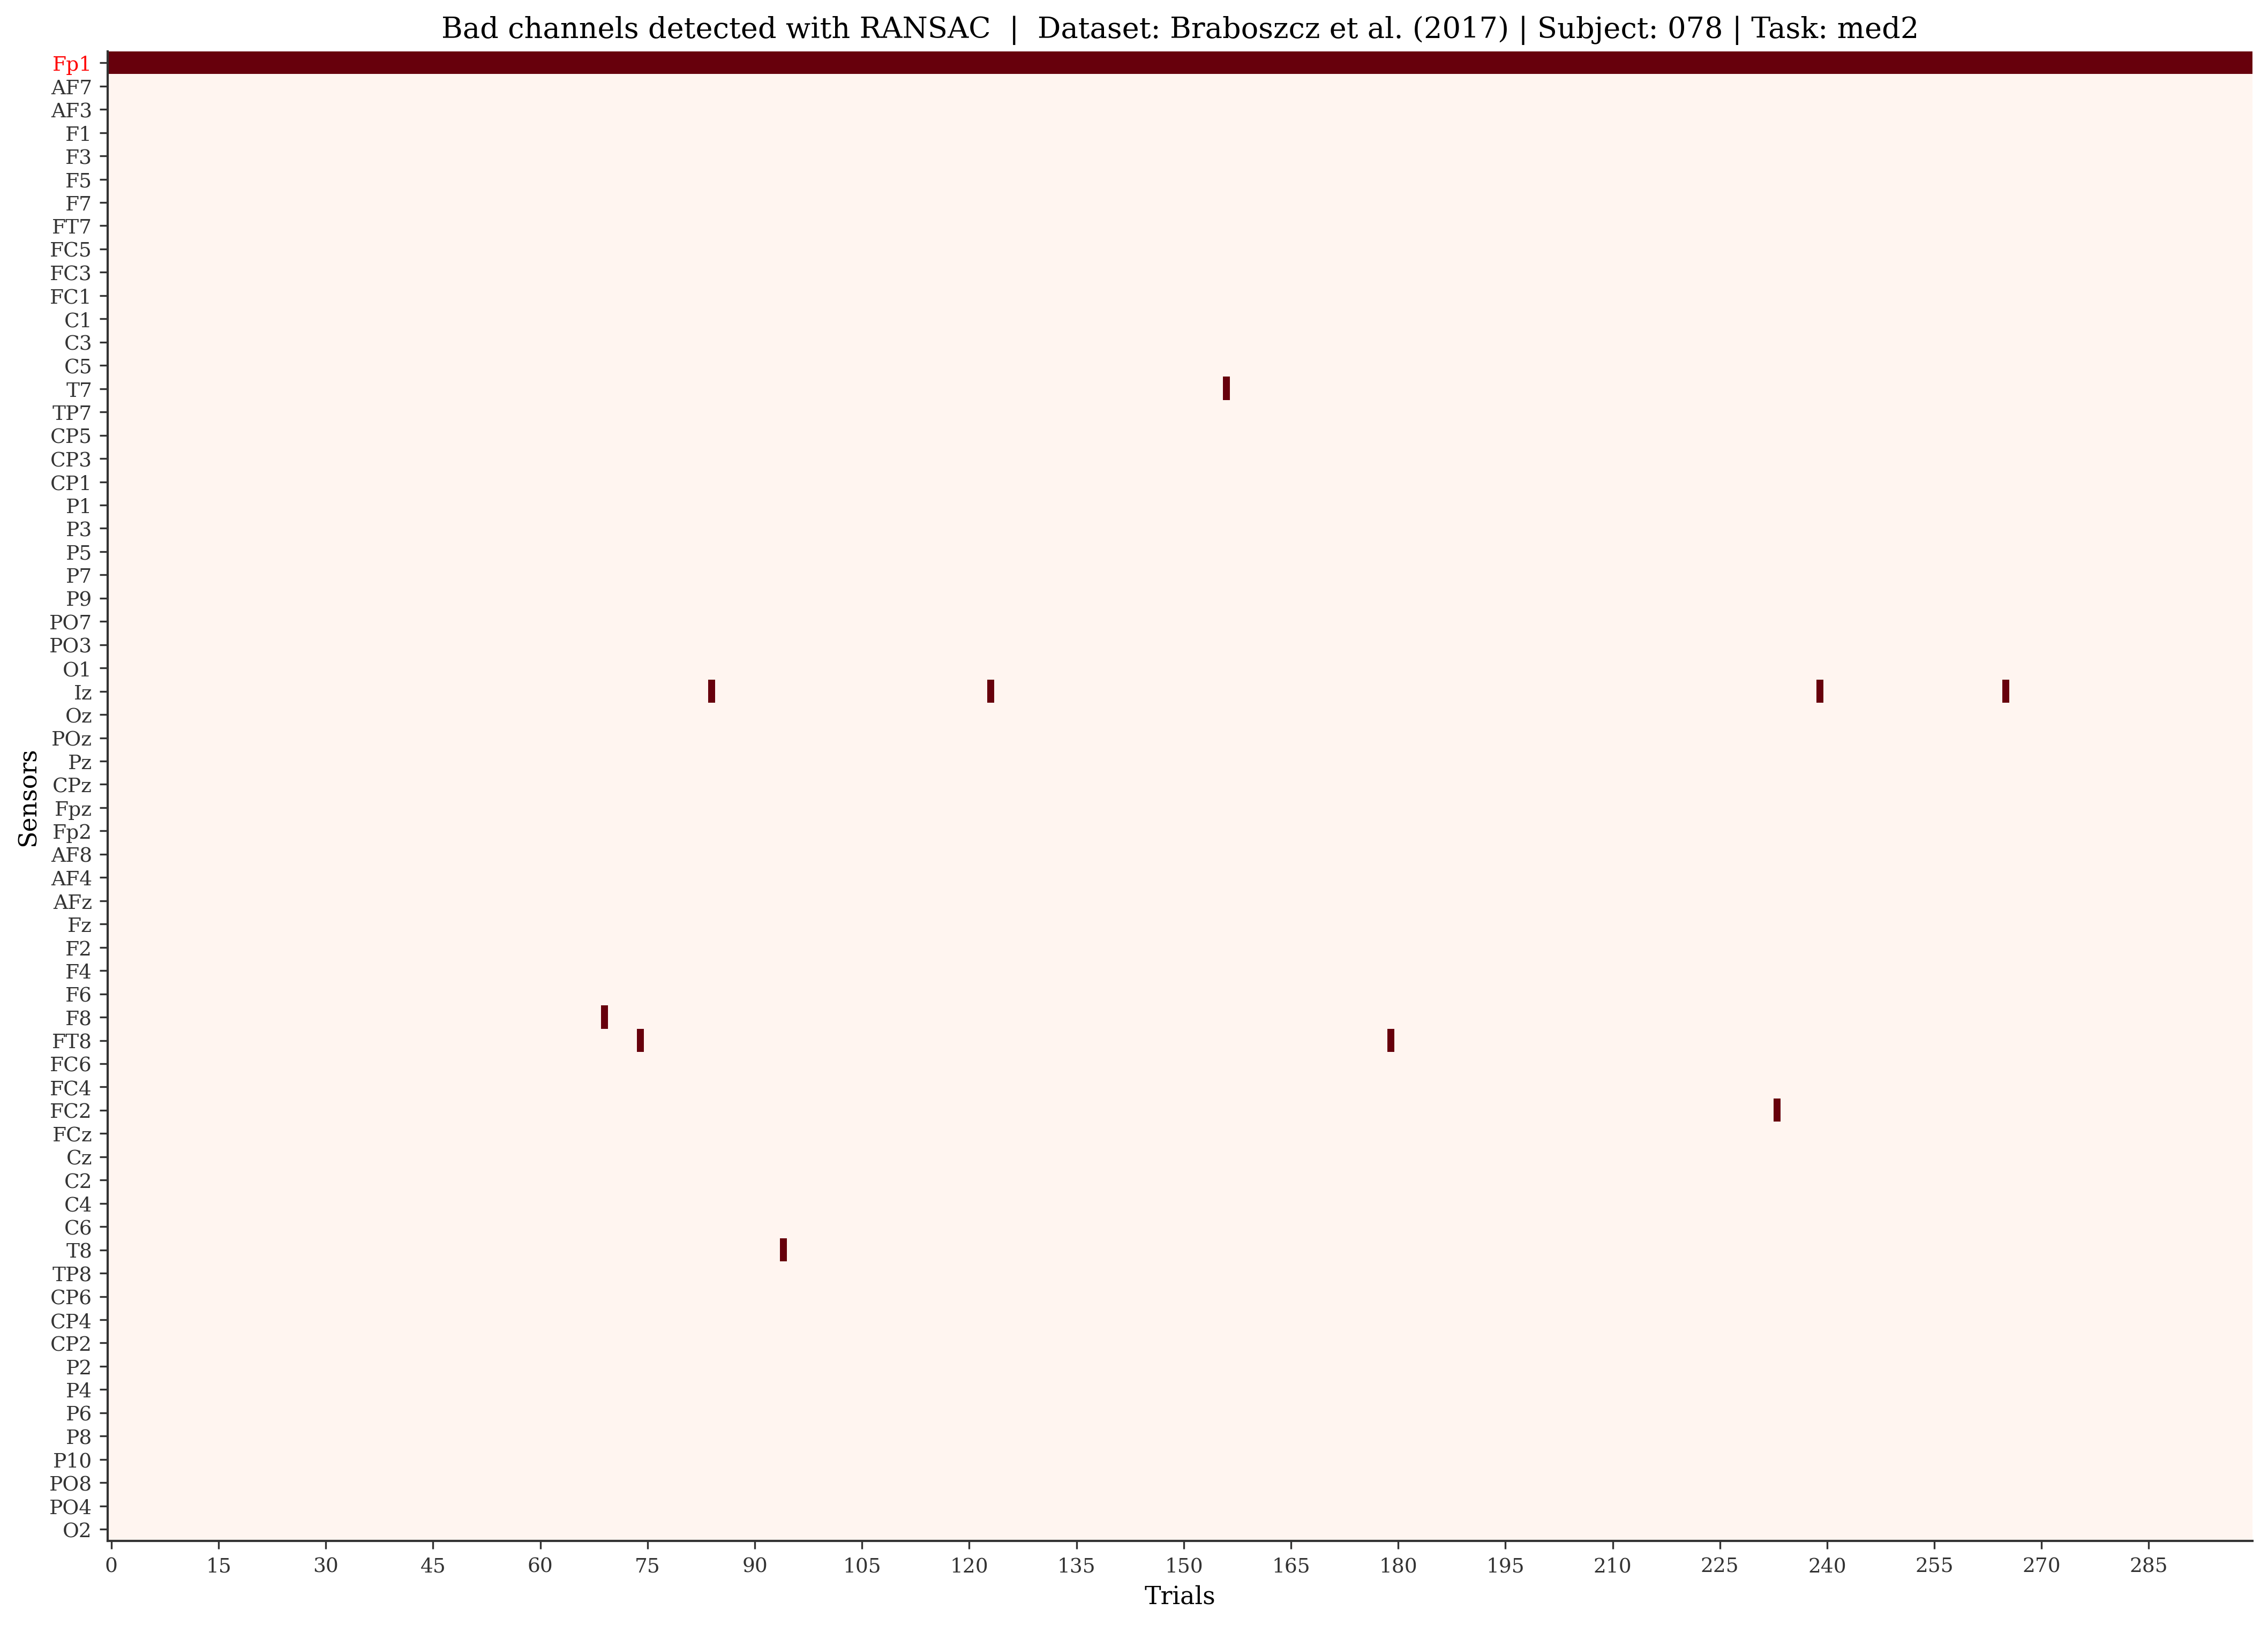 Bad channels detected with RANSAC | Dataset: Braboszcz et al. (2017) | Subject: 078 | Task: med2
Fp1
AF7
AF3
F1
F3
F5
F7
FT7
FC5
FC3
FC1
C1
C3
C5
T7
TP7
CP5
CP3
CP1
P1
P3
P5
P7
P9
PO7
PO3
O1
Iz
Oz
POz
Pz
CPz
Fpz
Fp2
AF8
AF4
AFz
Fz
F2
F4
F6
F8
FT8
FC6
FC4
FC2
FCz
Cz
C2
C4
C6
T8
TP8
CP6
CP4
CP2
P2
P4
P6
P8
P10
PO8
PO4
O2
Sensors
0 15 30 45 60 75 90 105 120 135 150 165 180 195 210 225 240 255 270 285
Trials